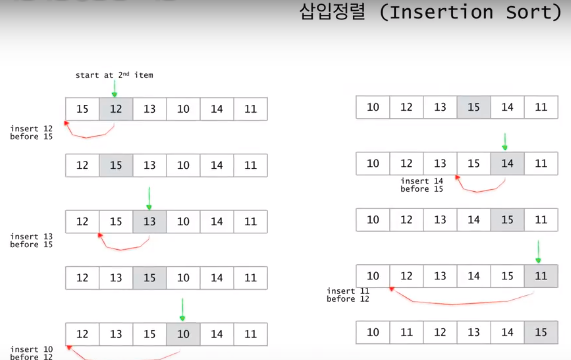 삽입정렬 (Insertion Sort)
start at 2nd item
15 12 13 10 14 11
insert 12
before 15
12 15 13 10 14 11
12 15 13 10 14 11
insert 13
before 15
12 13 15 10 14 11
12 13 15 10 14 11
insert 10
before 12
10 12 13 15 14 11
10 12 13 15 14 11
insert 14
before 15
10 12 13 14 15 11
10 12 13 14 15 11
insert 11
before 12
10 11 12 13 14 15